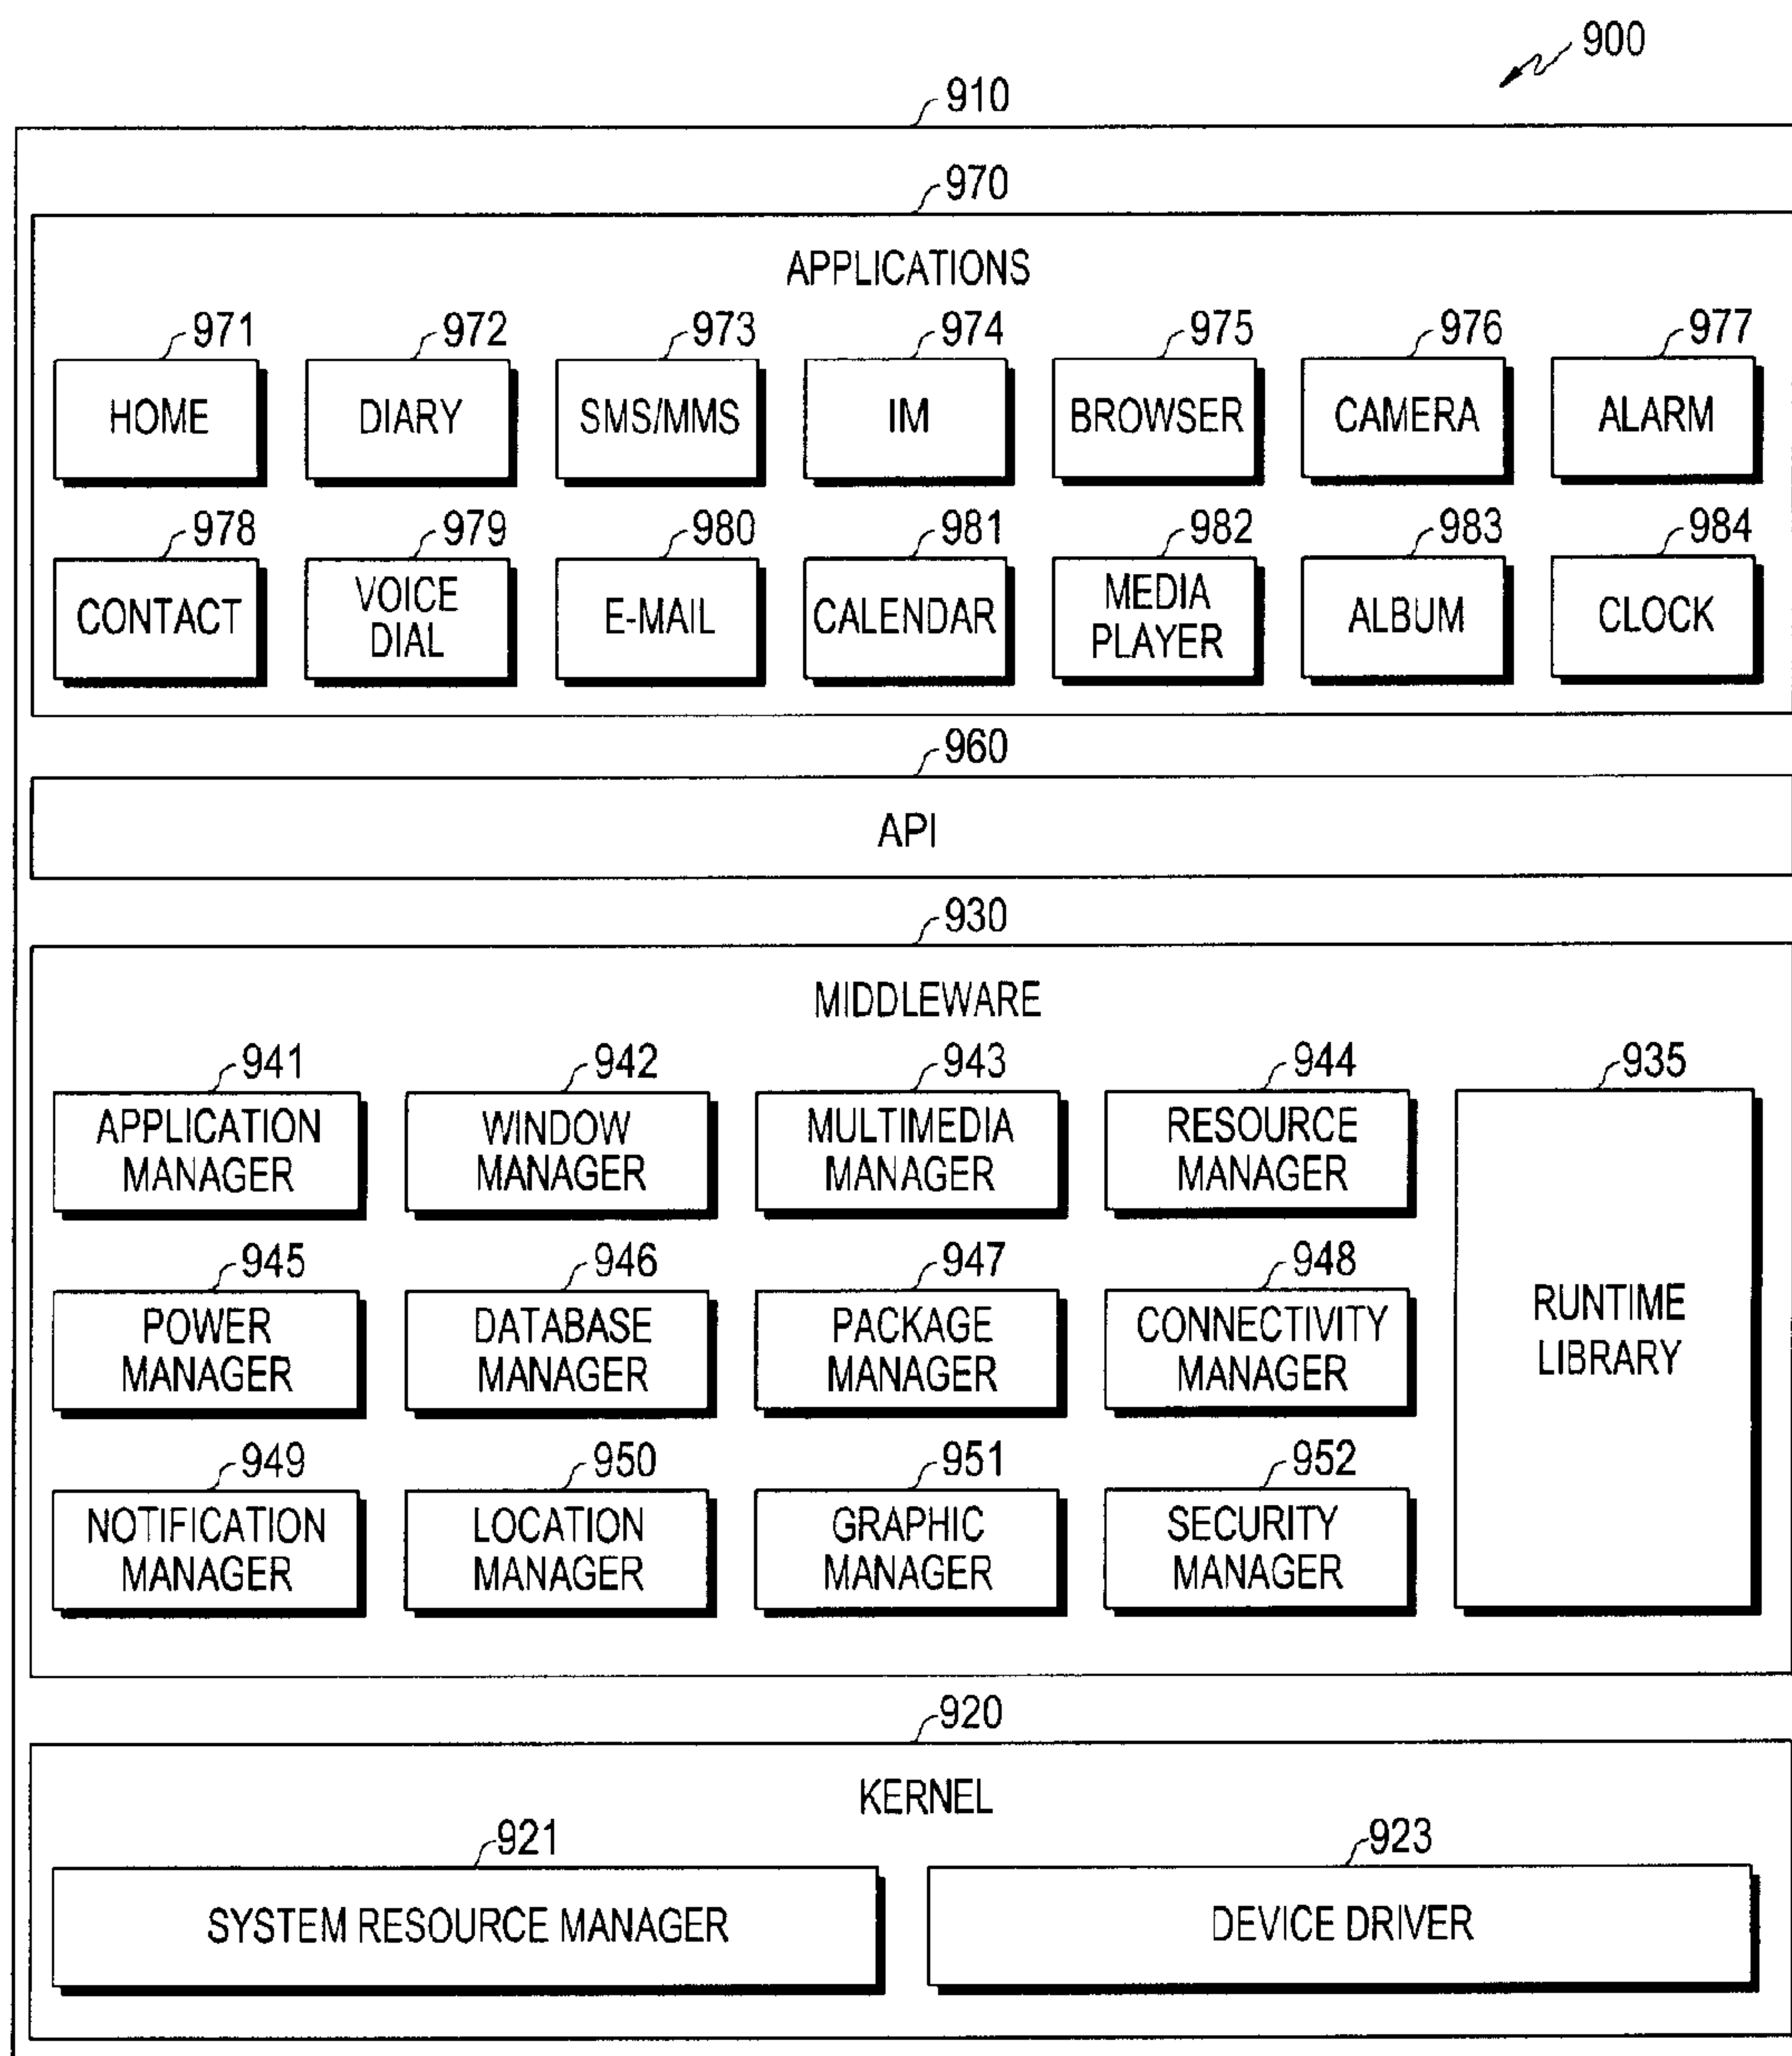 900
910
970
APPLICATIONS
971 972 973 974 975 976 977
HOME DIARY SMS/MMS IM BROWSER CAMERA ALARM
978 979 980 981 982 983 984
CONTACT VOICE DIAL E-MAIL CALENDAR MEDIA PLAYER ALBUM CLOCK
960
API
930
MIDDLEWARE
941 942 943 944 935
APPLICATION MANAGER WINDOW MANAGER MULTIMEDIA MANAGER RESOURCE MANAGER
945 946 947 948
POWER MANAGER DATABASE MANAGER PACKAGE MANAGER CONNECTIVITY MANAGER RUNTIME LIBRARY
949 950 951 952
NOTIFICATION MANAGER LOCATION MANAGER GRAPHIC MANAGER SECURITY MANAGER
920
KERNEL
921 923
SYSTEM RESOURCE MANAGER DEVICE DRIVER